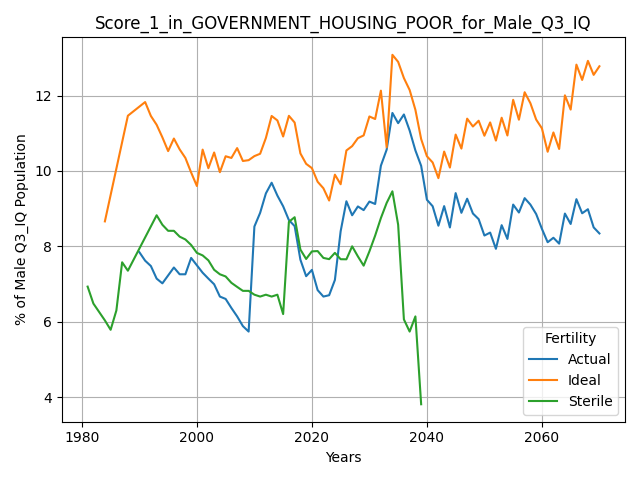 Score_1_in_GOVERNMENT_HOUSING_POOR_for_Male_Q3_IQ
% of Male Q3_IQ Population
12
10
8
6
4
1980 2000 2020 2040 2060
Years
Fertility
Actual
Ideal
Sterile